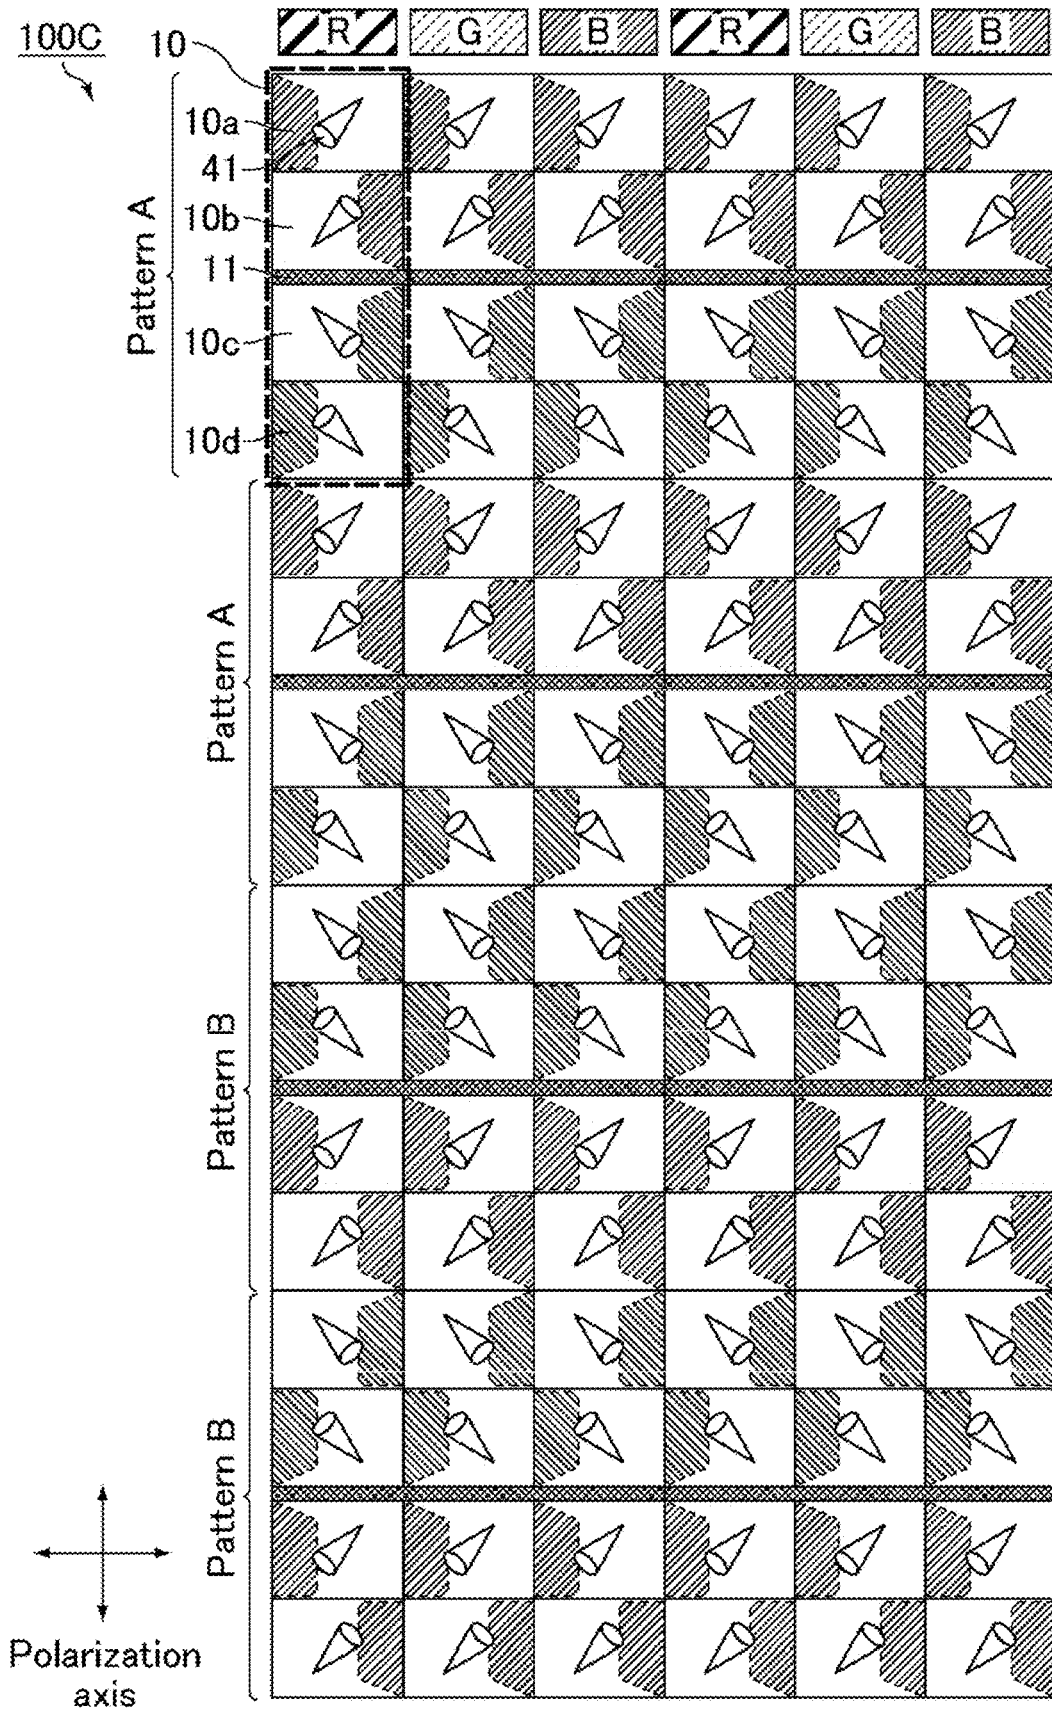 100C
10
R G B R G B
10a
41
10b
11
10c
10d
Pattern A
Pattern A
Pattern B
Pattern B
Polarization
axis